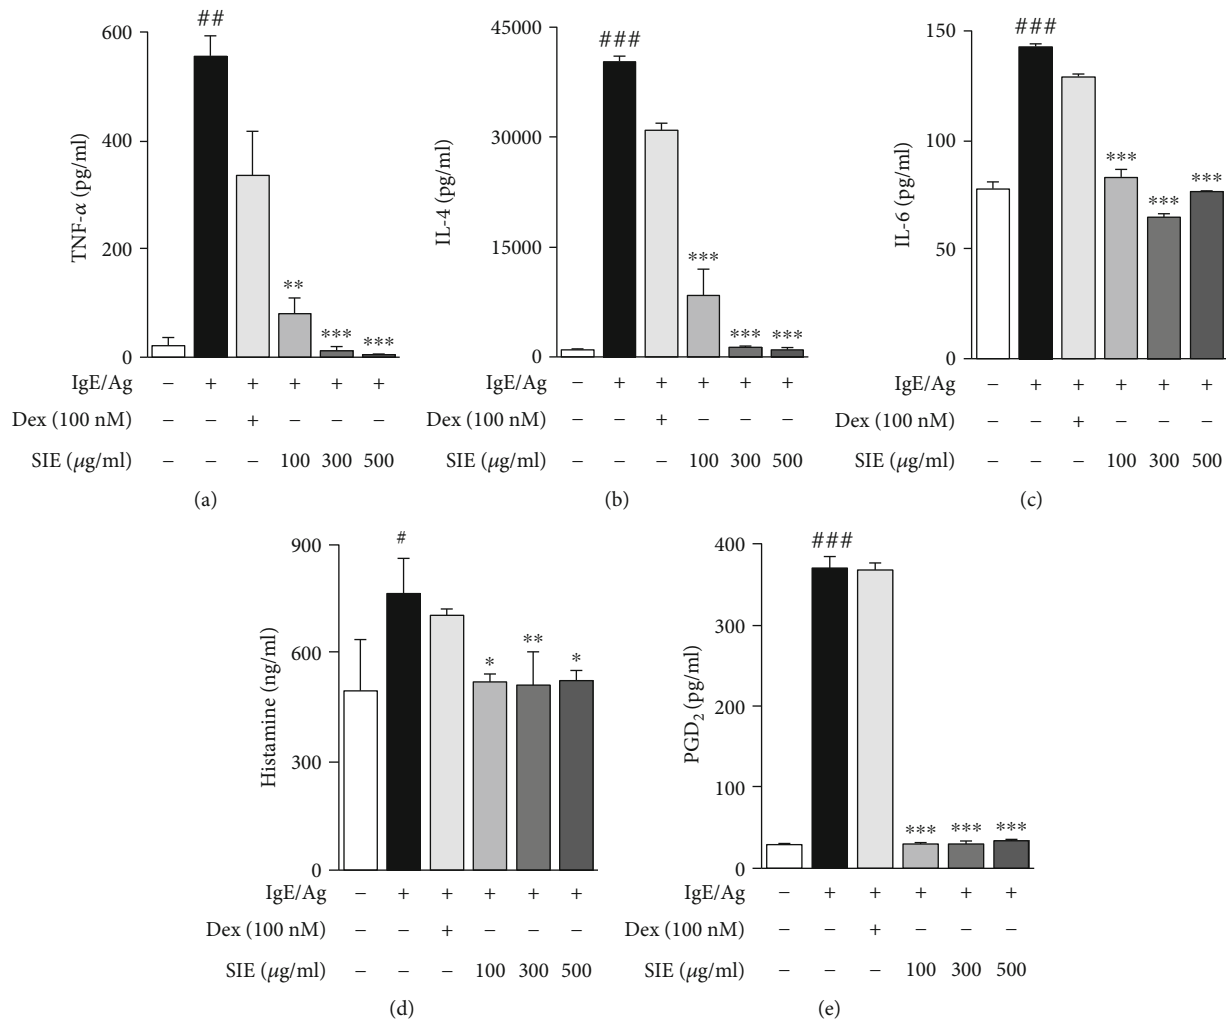 TNF-α (pg/ml)
600
400
200
0
##
**
***
***
IgE/Ag − + + + + +
Dex (100 nM) − − + − − −
SIE (μg/ml) − − − 100 300 500
(a)
IL-4 (pg/ml)
45000
30000
15000
0
###
***
***
***
IgE/Ag − + + + + +
Dex (100 nM) − − + − − −
SIE (μg/ml) − − − 100 300 500
(b)
IL-6 (pg/ml)
150
100
50
0
###
***
***
***
IgE/Ag − + + + + +
Dex (100 nM) − − + − − −
SIE (μg/ml) − − − 100 300 500
(c)
Histamine (ng/ml)
900
600
300
0
#
*
**
*
IgE/Ag − + + + + +
Dex (100 nM) − − + − − −
SIE (μg/ml) − − − 100 300 500
(d)
PGD₂ (pg/ml)
400
300
200
100
0
###
***
***
***
IgE/Ag − + + + + +
Dex (100 nM) − − + − − −
SIE (μg/ml) − − − 100 300 500
(e)